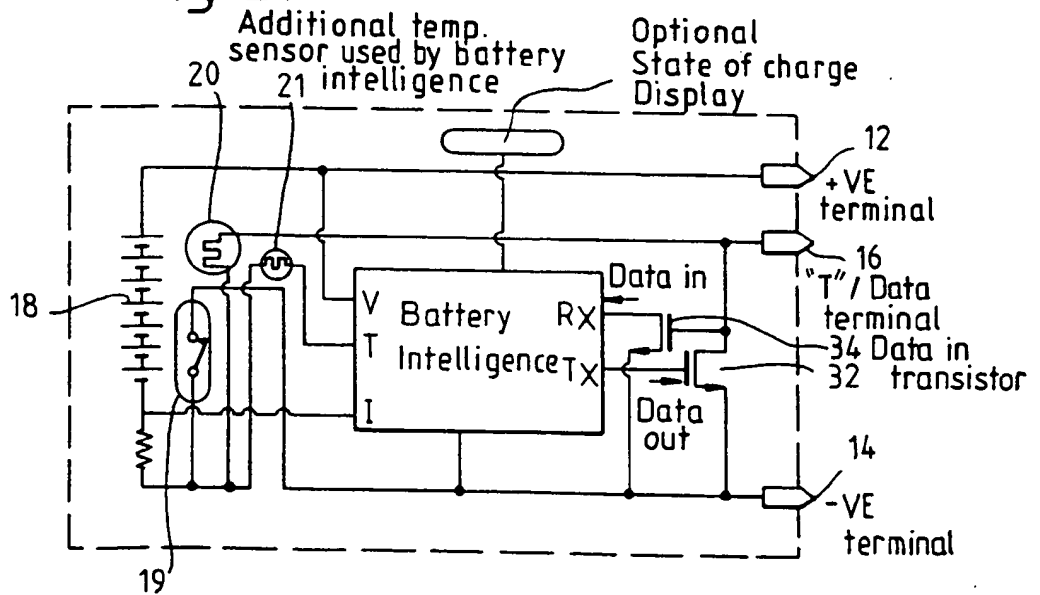 Additional temp.
sensor used by battery
intelligence
20
21
Optional
State of charge
Display
12
+VE
terminal
16
"T"/ Data
terminal
34 Data in
32 transistor
18
V
T
I
Battery
Intelligence
RX
TX
Data in
Data
out
14
-VE
terminal
19